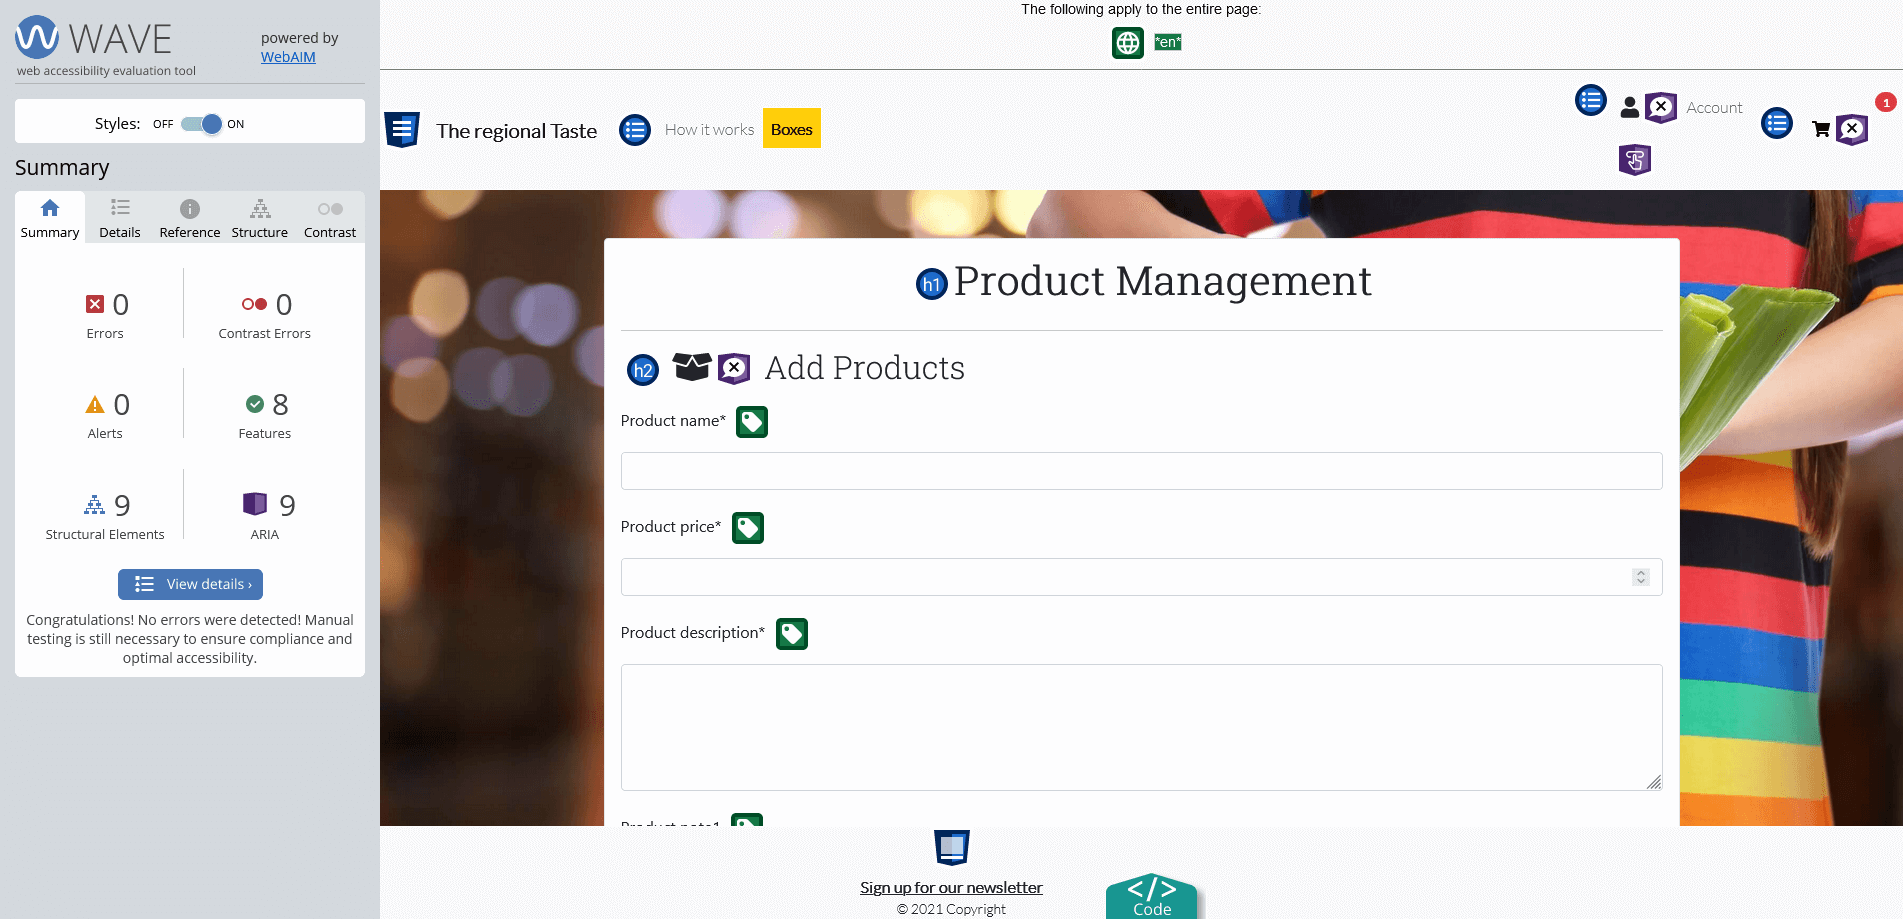 WAVE
web accessibility evaluation tool
powered by
WebAIM
Styles: OFF ON
Summary
Summary Details Reference Structure Contrast
0 0
Errors Contrast Errors
0 8
Alerts Features
9 9
Structural Elements ARIA
View details ›
Congratulations! No errors were detected! Manual
testing is still necessary to ensure compliance and
optimal accessibility.
The following apply to the entire page:
*en*
The regional Taste How it works Boxes Account 1
h1 Product Management
h2 Add Products
Product name*
Product price*
Product description*
Product note1
Sign up for our newsletter
© 2021 Copyright
</>
Code